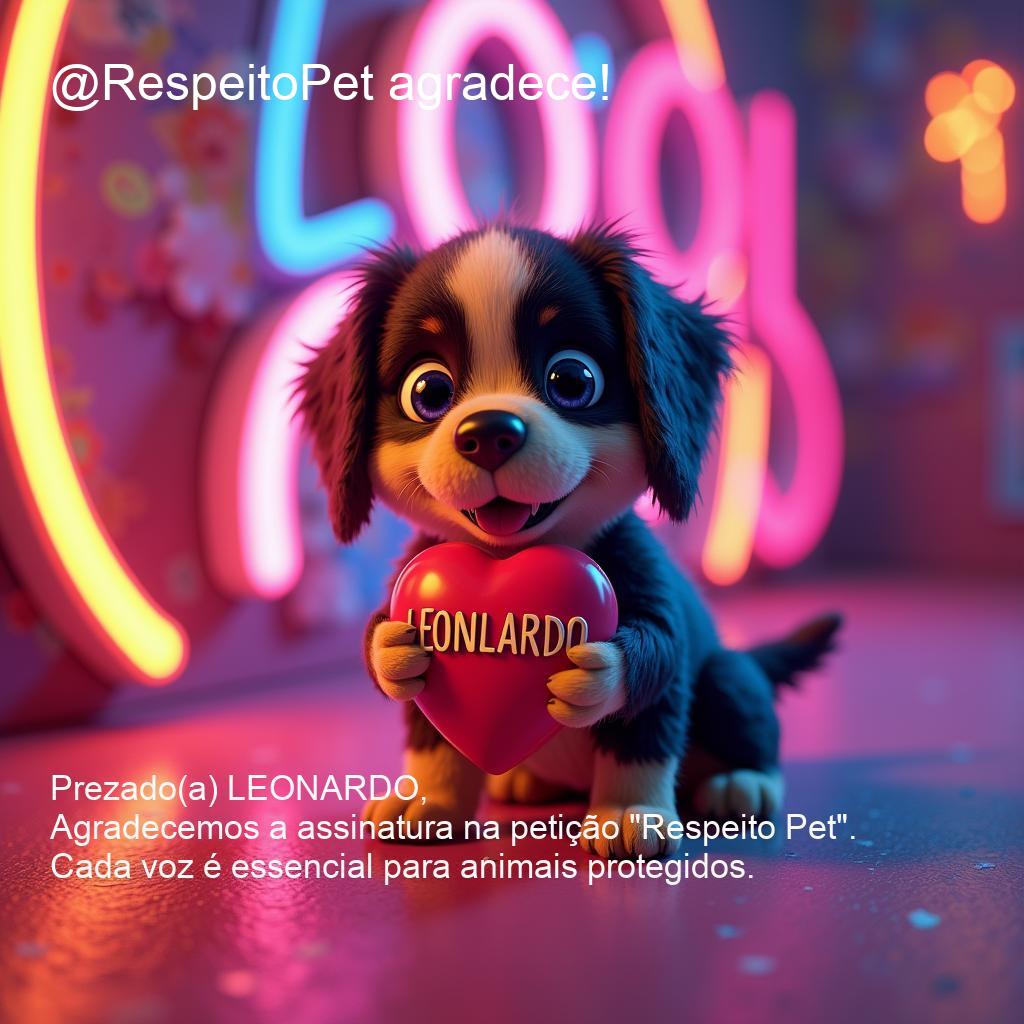 @RespeitoPet agradece!
LEONLARDO
Prezado(a) LEONARDO,
Agradecemos a assinatura na petição "Respeito Pet".
Cada voz é essencial para animais protegidos.